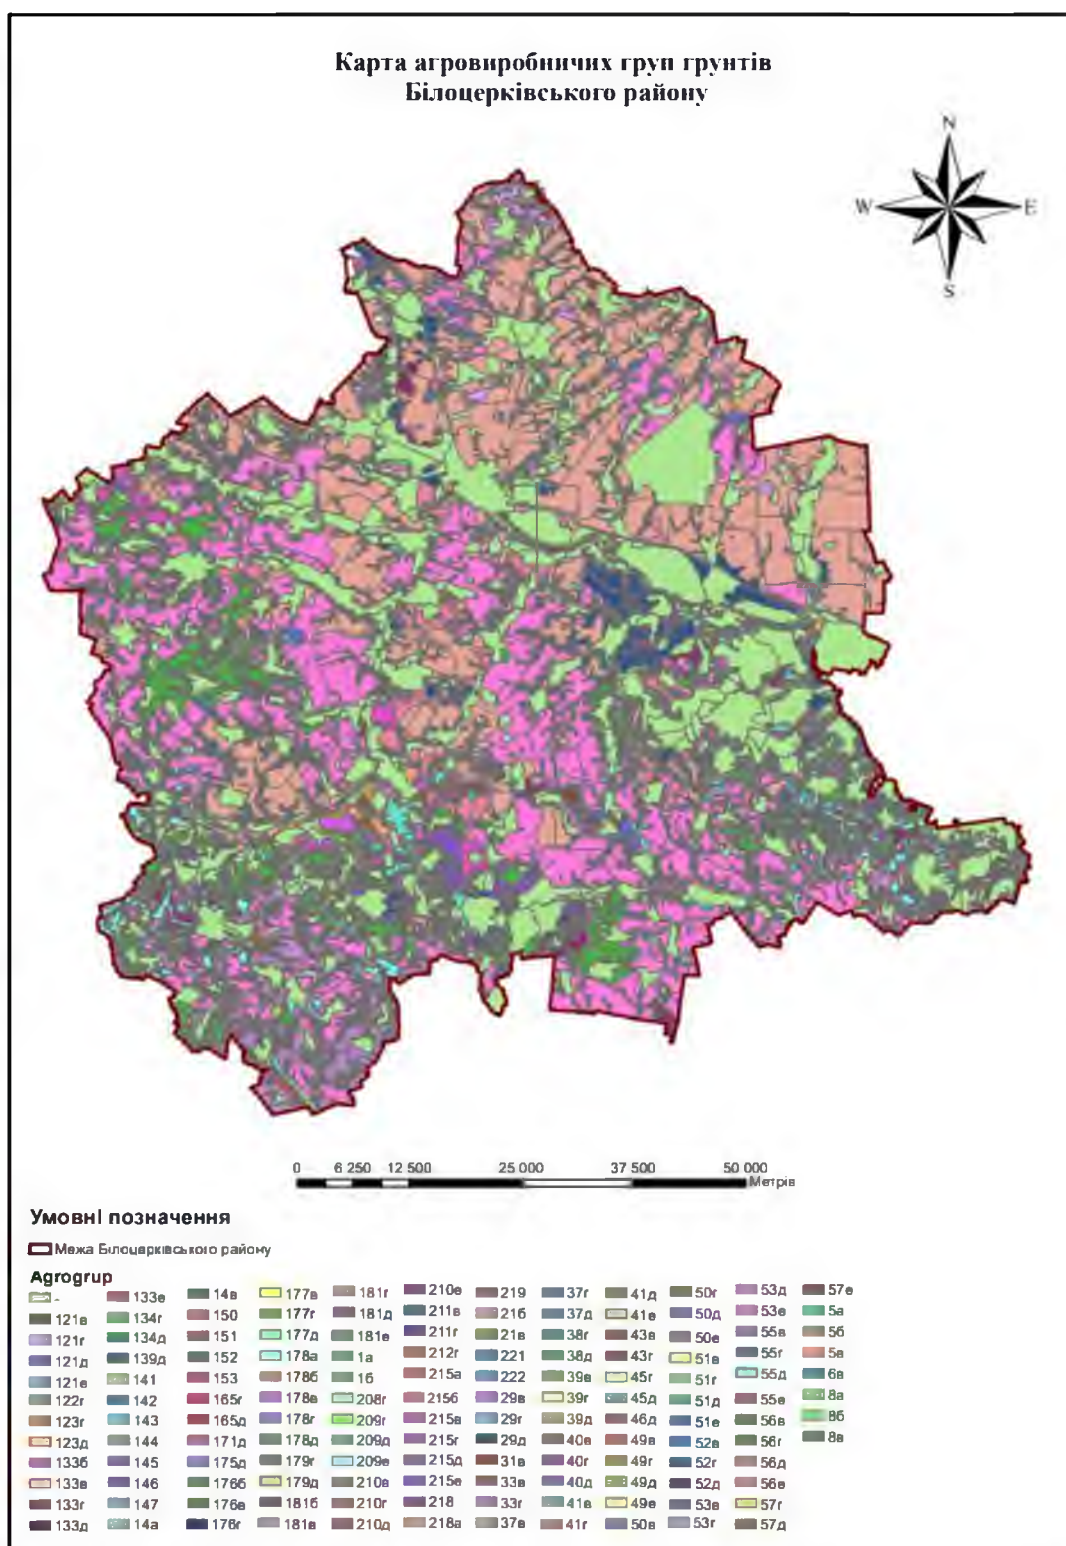 Карта агровиробничих груп грунтів
Білоцерківського району
N
W E
S
0 6 250 12 500 25 000 37 500 50 000
Метрів
Умовні позначення
Межа Білоцерківського району
Agrogrup
-
121в
121г
121д
121е
122г
123г
123д
133б
133в
133г
133д
133е
134г
134д
139д
141
142
143
144
145
146
147
14а
14в
150
151
152
153
165г
165д
171д
175д
176б
176в
176г
177в
177г
177д
178а
178б
178в
178г
178д
179г
179д
181б
181в
181г
181д
181е
1а
1б
208г
209г
209д
209е
210в
210г
210д
210е
211в
211г
212г
215а
215б
215в
215г
215д
215е
218
218а
219
21б
21в
221
222
29в
29г
29д
31в
33в
33г
37в
37г
37д
38г
38д
39в
39г
39д
40в
40г
40д
41в
41г
41д
41е
43в
43г
45г
45д
46д
49в
49г
49д
49е
50в
50г
50д
50е
51в
51г
51д
51е
52в
52г
52д
53в
53г
53д
53е
55в
55г
55д
55е
56в
56г
56д
56е
57г
57д
57е
5а
5б
5в
6в
8а
8б
8в